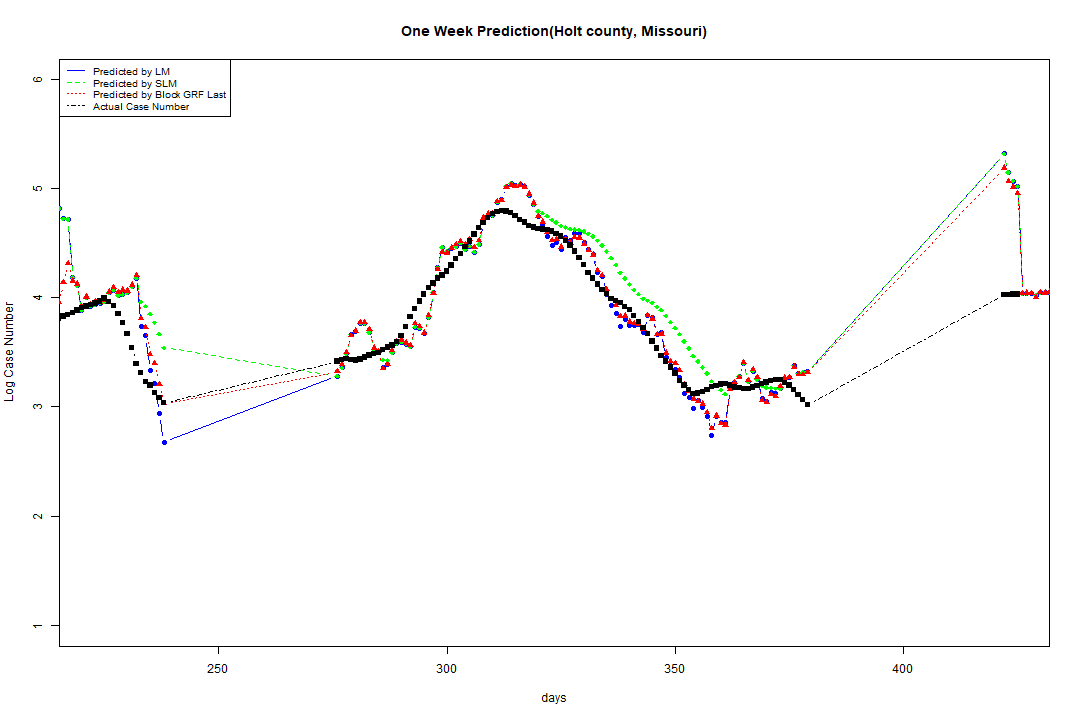 One Week Prediction(Holt county, Missouri)
Predicted by LM
Predicted by SLM
Predicted by Block GRF Last
Actual Case Number
6
5
4
3
2
1
Log Case Number
250 300 350 400
days